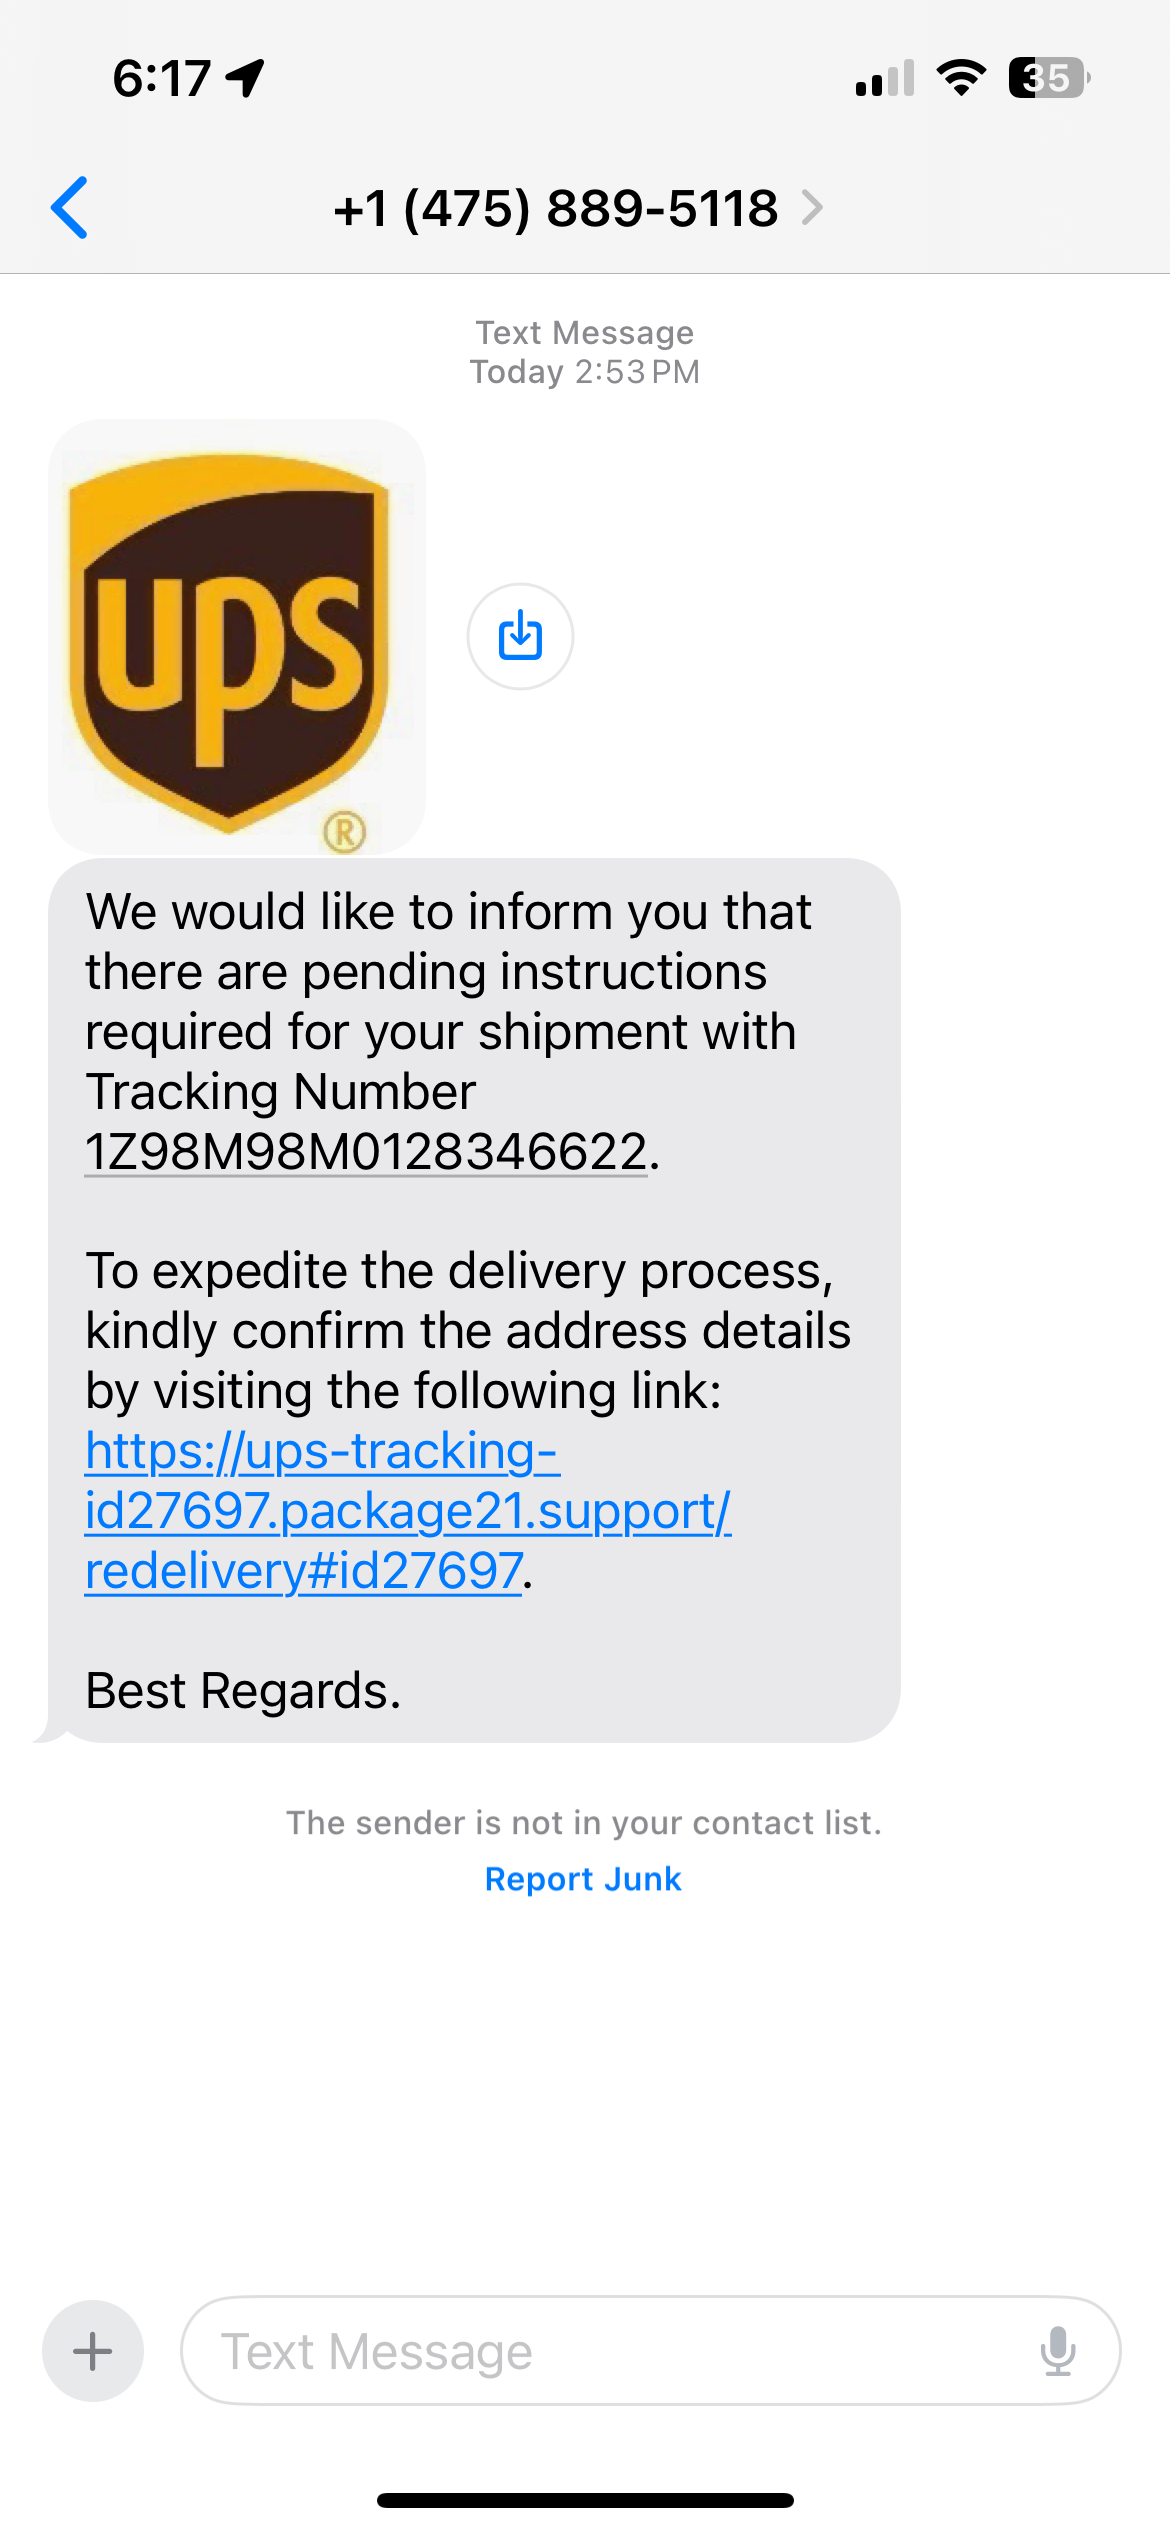 6:17
35
+1 (475) 889-5118
Text Message
Today 2:53 PM
ups
®
We would like to inform you that
there are pending instructions
required for your shipment with
Tracking Number
1Z98M98M0128346622.
To expedite the delivery process,
kindly confirm the address details
by visiting the following link:
https://ups-tracking-
id27697.package21.support/
redelivery#id27697.
Best Regards.
The sender is not in your contact list.
Report Junk
Text Message